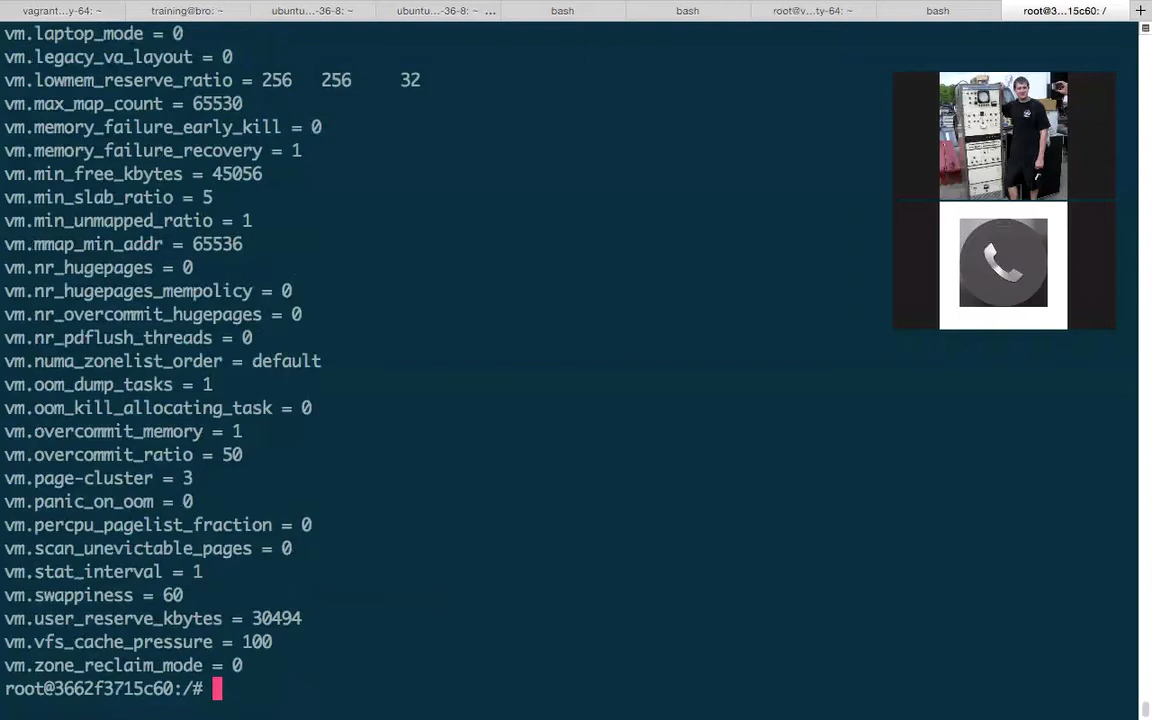 vagrant...y-64: ~ training@bro: ~ ubuntu...-36-8: ~ ubuntu...-36-8: ~ ... bash bash root@v...ty-64: ~ bash root@3...15c60: / +
vm.laptop_mode = 0
vm.legacy_va_layout = 0
vm.lowmem_reserve_ratio = 256 256 32
vm.max_map_count = 65530
vm.memory_failure_early_kill = 0
vm.memory_failure_recovery = 1
vm.min_free_kbytes = 45056
vm.min_slab_ratio = 5
vm.min_unmapped_ratio = 1
vm.mmap_min_addr = 65536
vm.nr_hugepages = 0
vm.nr_hugepages_mempolicy = 0
vm.nr_overcommit_hugepages = 0
vm.nr_pdflush_threads = 0
vm.numa_zonelist_order = default
vm.oom_dump_tasks = 1
vm.oom_kill_allocating_task = 0
vm.overcommit_memory = 1
vm.overcommit_ratio = 50
vm.page-cluster = 3
vm.panic_on_oom = 0
vm.percpu_pagelist_fraction = 0
vm.scan_unevictable_pages = 0
vm.stat_interval = 1
vm.swappiness = 60
vm.user_reserve_kbytes = 30494
vm.vfs_cache_pressure = 100
vm.zone_reclaim_mode = 0
root@3662f3715c60:/#